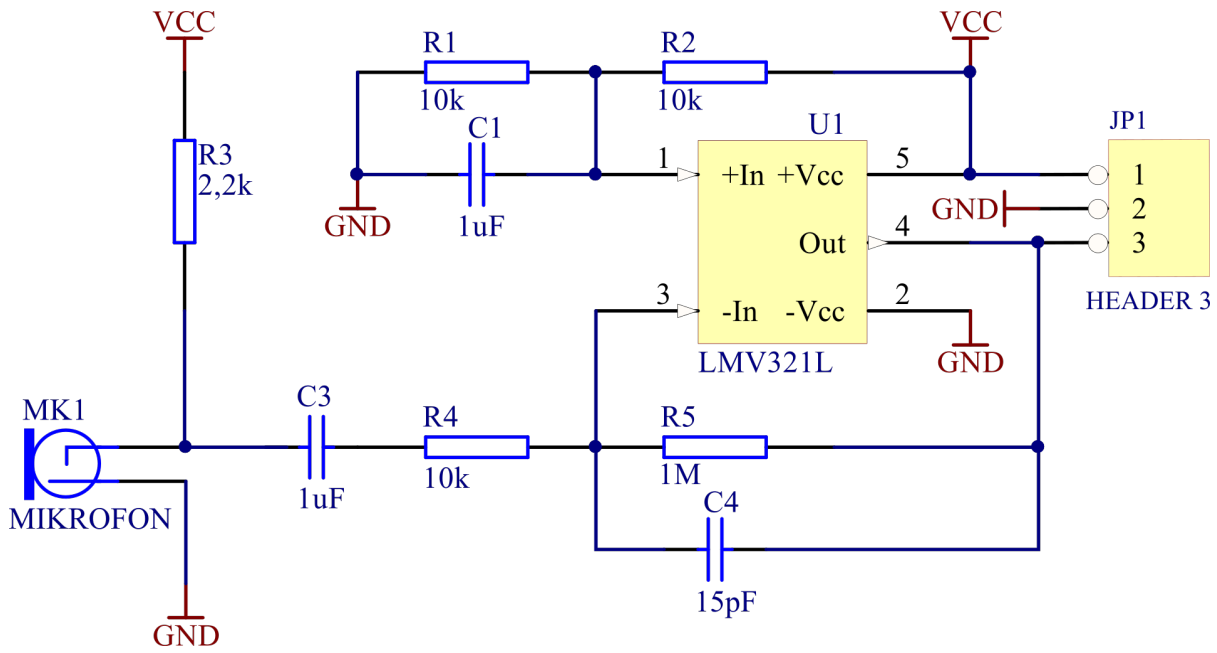 VCC
R1
R2
VCC
10k
10k
C1
U1
JP1
R3
2,2k
1
+In
+Vcc
5
1
GND
1uF
GND
2
Out
4
3
3
-In
-Vcc
2
HEADER 3
LMV321L
GND
C3
MK1
R4
R5
10k
1M
1uF
C4
MIKROFON
15pF
GND